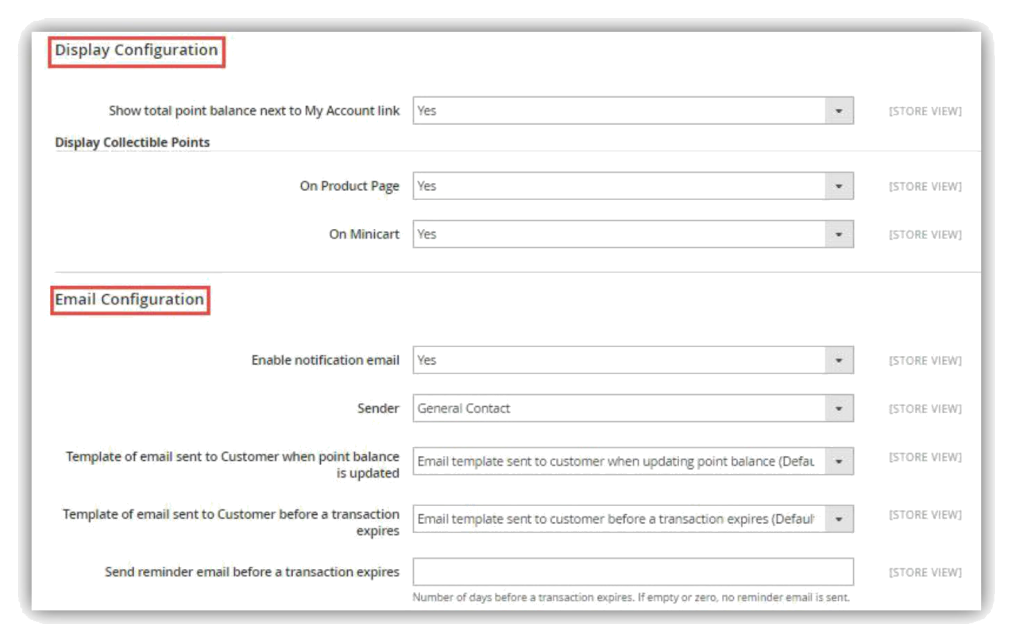 Display Configuration
Show total point balance next to My Account link Yes [STORE VIEW]
Display Collectible Points
On Product Page Yes [STORE VIEW]
On Minicart Yes [STORE VIEW]
Email Configuration
Enable notification email Yes [STORE VIEW]
Sender General Contact [STORE VIEW]
Template of email sent to Customer when point balance
is updated
Email template sent to customer when updating point balance (Defau [STORE VIEW]
Template of email sent to Customer before a transaction
expires
Email template sent to customer before a transaction expires (Default [STORE VIEW]
Send reminder email before a transaction expires [STORE VIEW]
Number of days before a transaction expires. If empty or zero, no reminder email is sent.